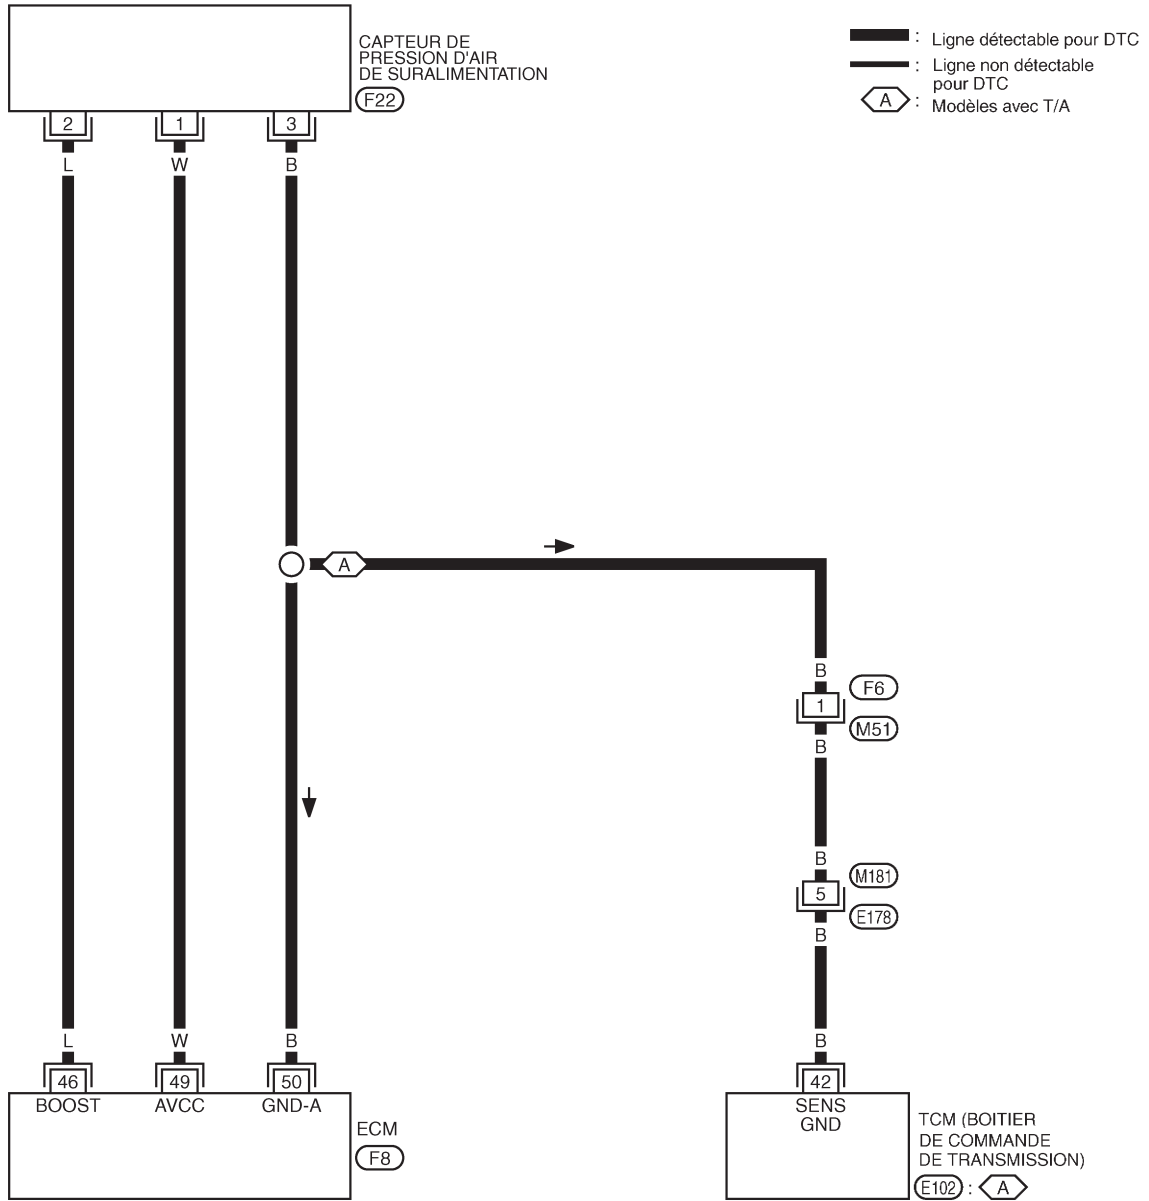 CAPTEUR DE
PRESSION D'AIR
DE SURALIMENTATION
F22
: Ligne détectable pour DTC
: Ligne non détectable
pour DTC
A : Modèles avec T/A
2 1 3
L W B
A
B
F6
1
M51
B
B
M181
5
E178
B
L W B
B
46 49 50
42
BOOST AVCC GND-A
SENS
GND
ECM
F8
TCM (BOITIER
DE COMMANDE
DE TRANSMISSION)
E102 : A